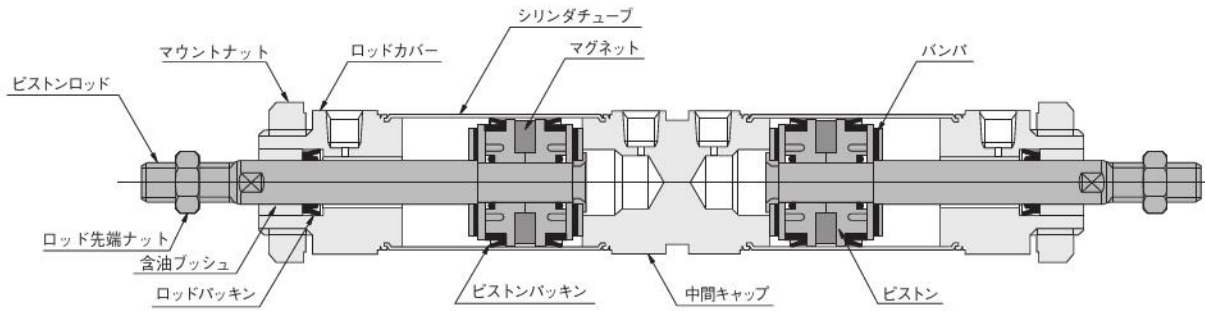 シリンダチューブ
マウントナット
ロッドカバー
マグネット
バンパ
ピストンロッド
ロッド先端ナット
含油ブッシュ
ロッドパッキン
ピストンパッキン
中間キャップ
ピストン